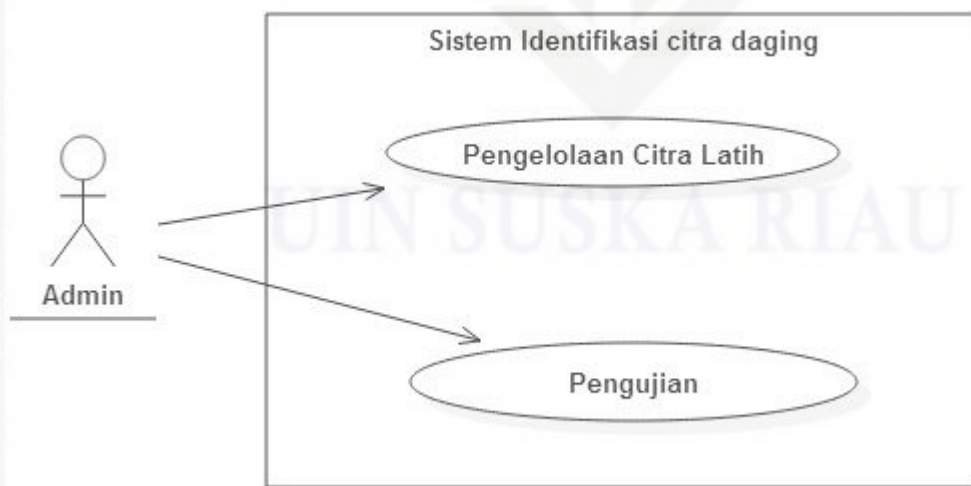 Sistem Identifikasi citra daging
Pengelolaan Citra Latih
UIN SUSKA RIAU
Admin
Pengujian